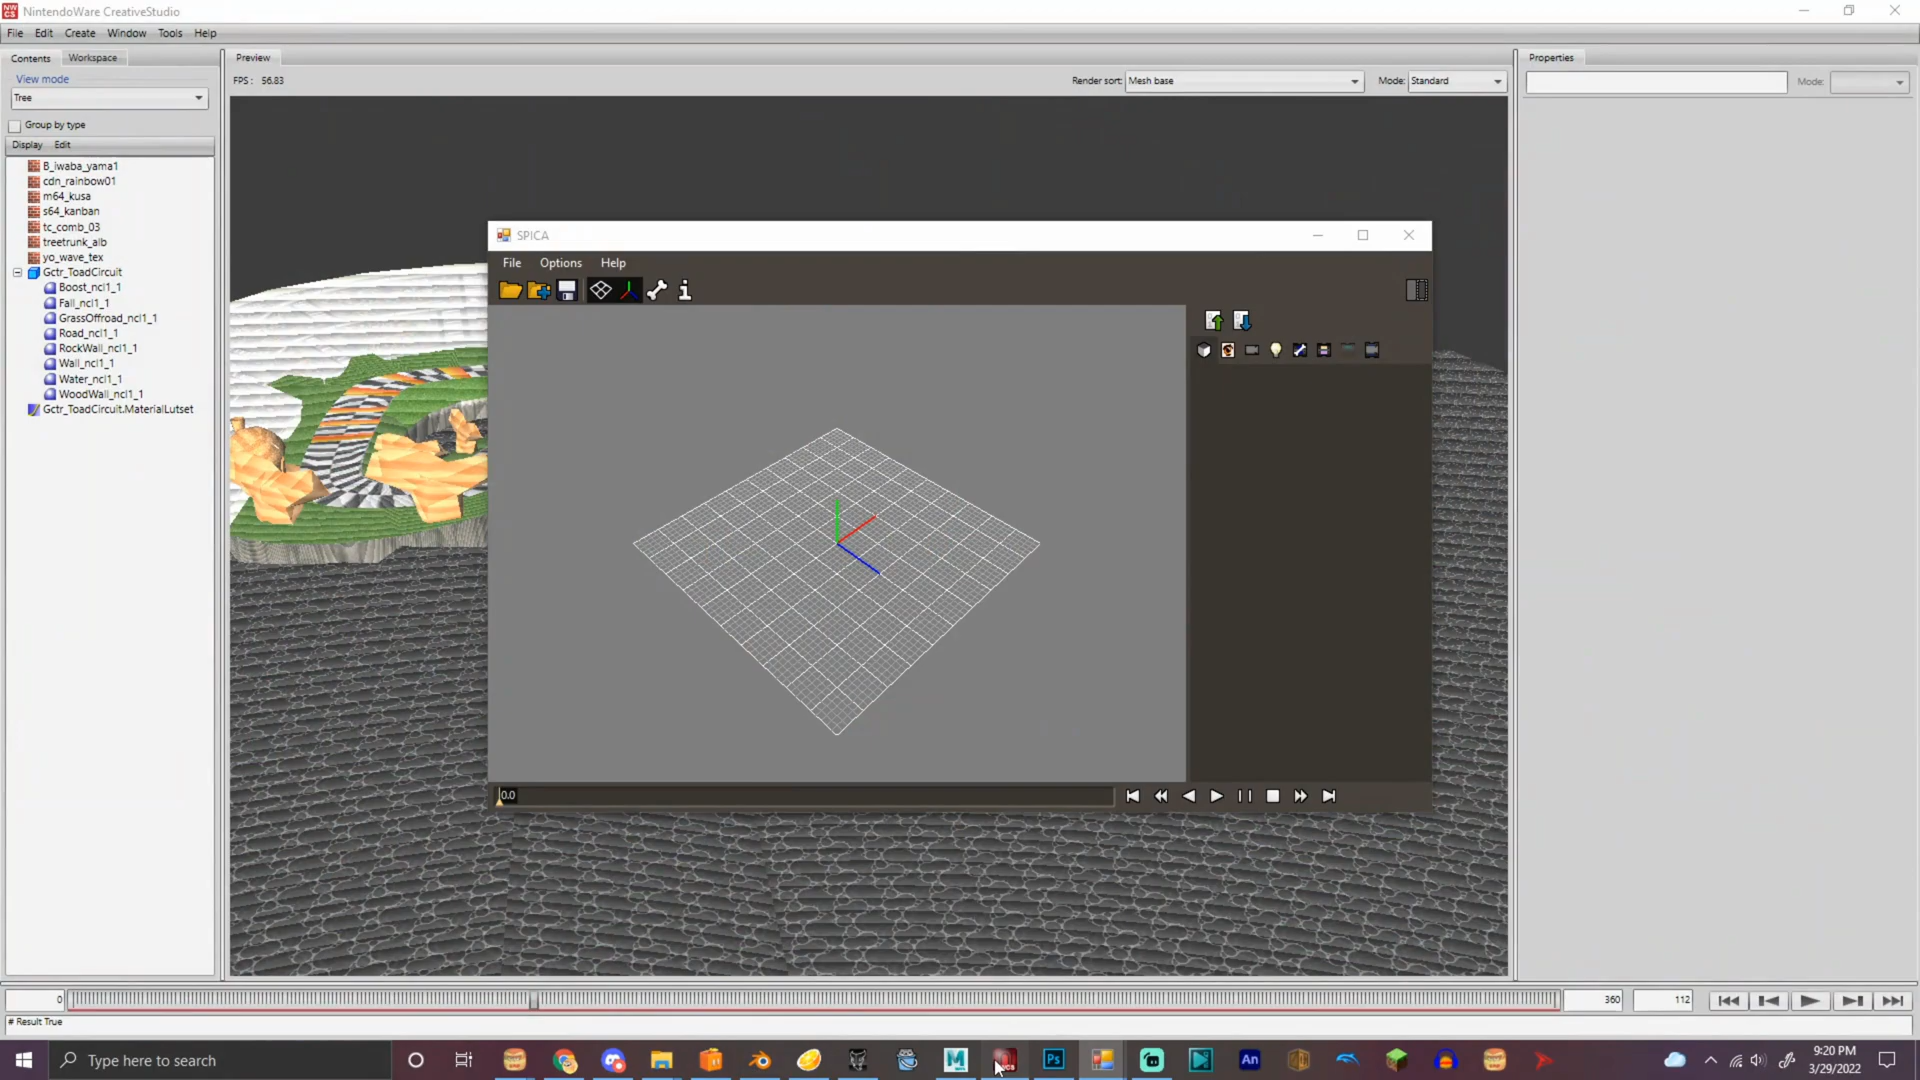 NintendoWare CreativeStudio
File Edit Create Window Tools Help
Contents Workspace
Preview
Properties
View mode
FPS : 56.83
Render sort: Mesh base
Mode: Standard
Mode:
Tree
Group by type
Display Edit
B_iwaba_yama1
cdn_rainbow01
m64_kusa
s64_kanban
tc_comb_03
treetrunk_alb
yo_wave_tex
Gctr_ToadCircuit
Boost_ncl1_1
Fall_ncl1_1
GrassOffroad_ncl1_1
Road_ncl1_1
RockWall_ncl1_1
Wall_ncl1_1
Water_ncl1_1
WoodWall_ncl1_1
Gctr_ToadCircuit.MaterialLutset
SPICA
File Options Help
0.0
0
360
112
# Result True
Type here to search
Ps
An
9:20 PM
3/29/2022